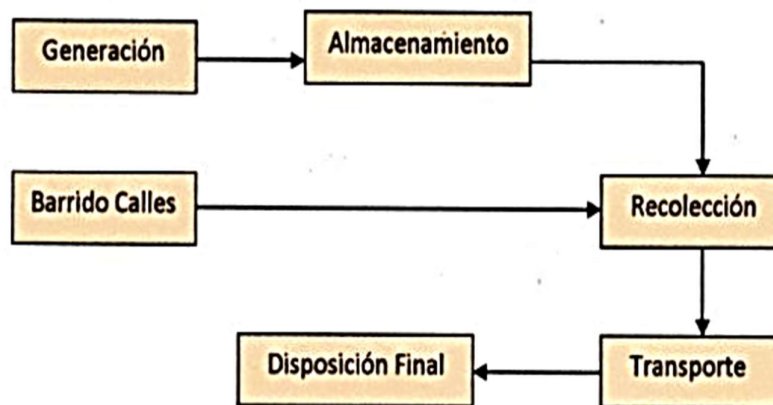 Generación
Almacenamiento
Barrido Calles
Recolección
Disposición Final
Transporte